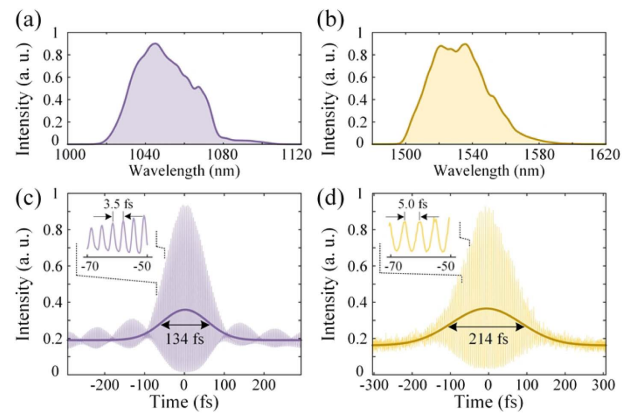 (a)
Intensity (a. u.)
1
0.8
0.6
0.4
0.2
0
1000 1040 1080 1120
Wavelength (nm)
(b)
Intensity (a. u.)
1
0.8
0.6
0.4
0.2
0
1500 1540 1580 1620
Wavelength (nm)
(c)
Intensity (a. u.)
1
0.8
0.6
0.4
0.2
0
3.5 fs
-70 -50
134 fs
-200 -100 0 100 200
Time (fs)
(d)
Intensity (a. u.)
1
0.8
0.6
0.4
0.2
0
5.0 fs
-70 -50
214 fs
-300 -200 -100 0 100 200 300
Time (fs)